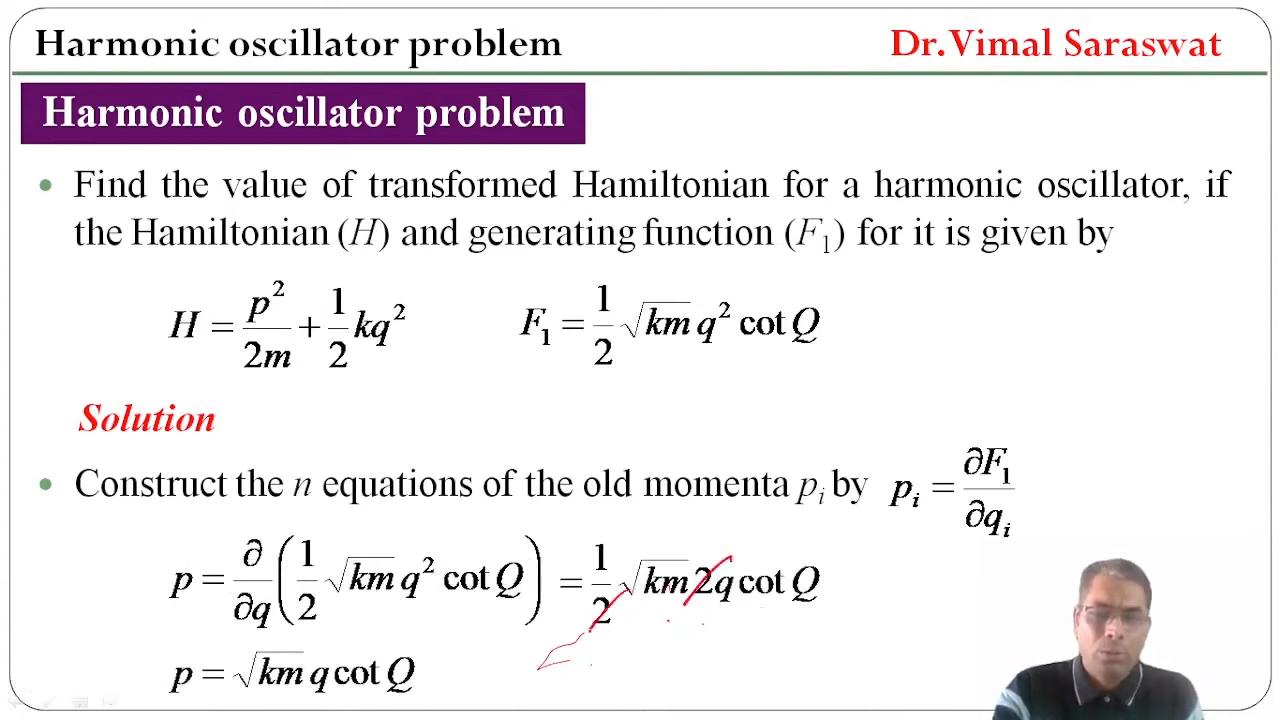 Harmonic oscillator problem Dr. Vimal Saraswat
Harmonic oscillator problem
• Find the value of transformed Hamiltonian for a harmonic oscillator, if
the Hamiltonian (H) and generating function (F₁) for it is given by
H = p²/2m + 1/2 kq² F₁ = 1/2 √km q² cot Q
Solution
• Construct the n equations of the old momenta pᵢ by pᵢ = ∂F₁/∂qᵢ
p = ∂/∂q (1/2 √km q² cot Q) = 1/2 √km 2q cot Q
p = √km q cot Q